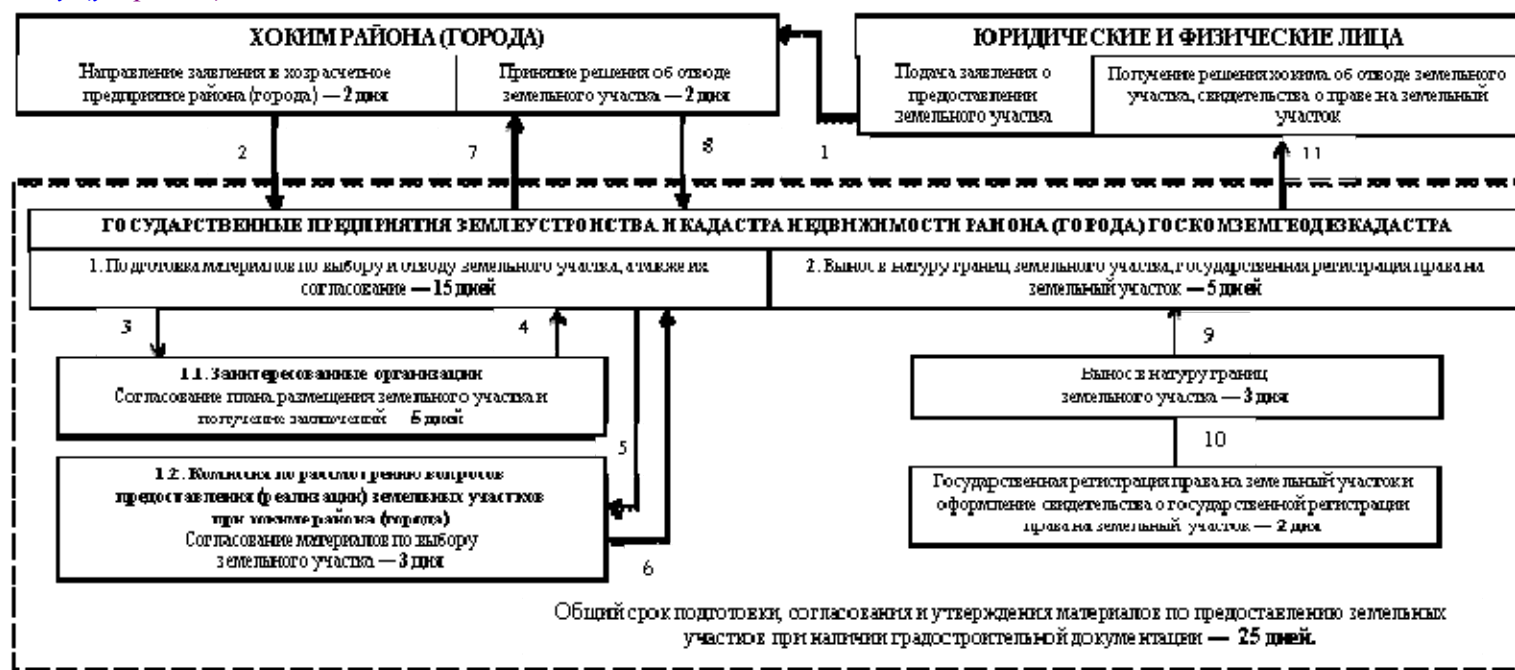 ХОКИМ РАЙОНА (ГОРОДА)
Направление заявления в хозрасчетное
предприятие района (города) — 2 дня
Принятие решения об отводе
земельного участка — 2 дня
ЮРИДИЧЕСКИЕ И ФИЗИЧЕСКИЕ ЛИЦА
Подача заявления о
предоставлении
земельного участка
Получение решения хокима об отводе земельного
участка, свидетельства о праве на земельный
участок
2
7
8
1
11
ГОСУДАРСТВЕННЫЕ ПРЕДПРИЯТИЯ ЗЕМЛЕУСТРОЙСТВА И КАДАСТРА НЕДВИЖИМОСТИ РАЙОНА (ГОРОДА) ГОСКОМЗЕМГЕОДЕЗКАДАСТРА
1. Подготовка материалов по выбору и отводу земельного участка, а также их
согласование — 15 дней
2. Вынос в натуру границ земельного участка, государственная регистрация права на
земельный участок — 5 дней
3
4
9
1.1. Заинтересованные организации
Согласование плана размещения земельного участка и
получение заключений дней
Вынос в натуру границ
земельного участка — 3 дня
5
10
1.2. Комиссия по рассмотрению вопросов
предоставления (реализации) земельных участков
при хокиме района (города)
Согласование материалов по выбору
земельного участка — 3 дня
Государственная регистрация права на земельный участок и
оформление свидетельства о государственной регистрации
права на земельный участок — 2 дня
6
Общий срок подготовки, согласования и утверждения материалов по предоставлению земельных
участков при наличии градостроительной документации — 25 дней.